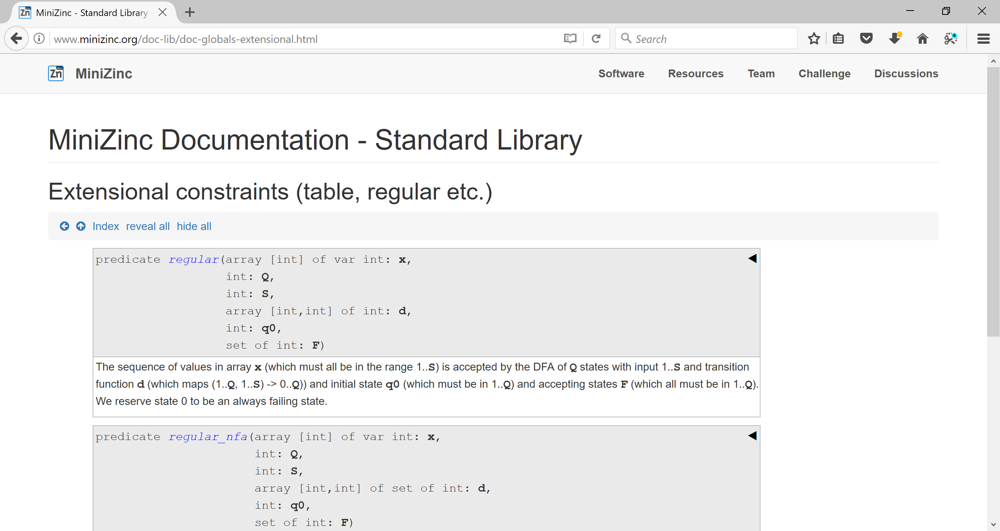 MiniZinc - Standard Library
www.minizinc.org/doc-lib/doc-globals-extensional.html
Search
Zn Mini MiniZinc
Software Resources Team Challenge Discussions
MiniZinc Documentation - Standard Library
Extensional constraints (table, regular etc.)
Index reveal all hide all
predicate regular(array [int] of var int: x,
int: Q,
int: S,
array [int,int] of int: d,
int: q0,
set of int: F)
The sequence of values in array x (which must all be in the range 1..S) is accepted by the DFA of Q states with input 1..S and transition
function d (which maps (1..Q, 1..S) -> 0..Q)) and initial state q0 (which must be in 1..Q) and accepting states F (which all must be in 1..Q).
We reserve state 0 to be an always failing state.
predicate regular_nfa(array [int] of var int: x,
int: Q,
int: S,
array [int,int] of set of int: d,
int: q0,
set of int: F)